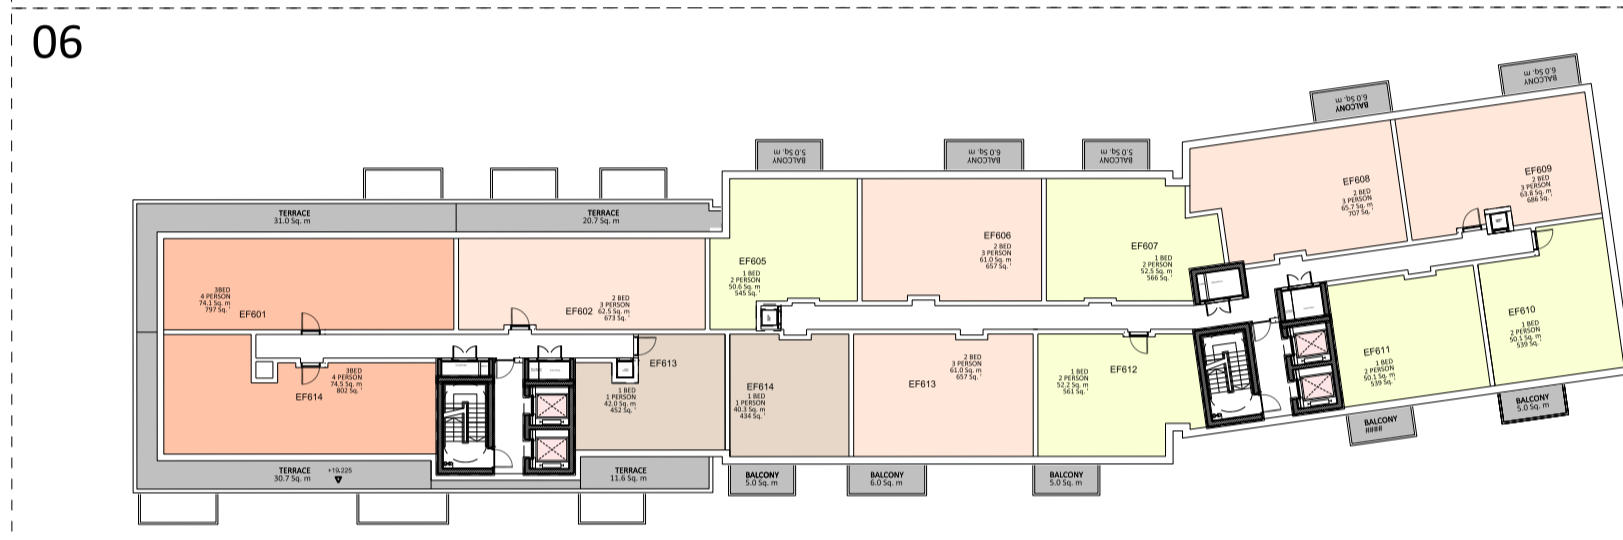 06
BALCONY
6.0 Sq. m
BALCONY
6.0 Sq. m
BALCONY
5.0 Sq. m
BALCONY
6.0 Sq. m
BALCONY
5.0 Sq. m
TERRACE
31.0 Sq. m
TERRACE
20.7 Sq. m
EF601
3BED
4 PERSON
74.1 Sq. m
797 Sq. '
EF602
2 BED
3 PERSON
62.5 Sq. m
673 Sq. '
EF605
1 BED
2 PERSON
50.6 Sq. m
545 Sq. '
EF606
2 BED
3 PERSON
61.0 Sq. m
657 Sq. '
EF607
1 BED
2 PERSON
52.5 Sq. m
566 Sq. '
EF608
2 BED
3 PERSON
65.7 Sq. m
707 Sq. '
EF609
2 BED
3 PERSON
63.8 Sq. m
686 Sq. '
EF614
3BED
4 PERSON
74.5 Sq. m
802 Sq. '
EF613
1 BED
1 PERSON
42.0 Sq. m
452 Sq. '
EF614
1 BED
1 PERSON
40.3 Sq. m
434 Sq. '
EF613
2 BED
3 PERSON
61.0 Sq. m
657 Sq. '
EF612
1 BED
2 PERSON
52.2 Sq. m
561 Sq. '
EF611
1 BED
2 PERSON
50.1 Sq. m
539 Sq. '
EF610
1 BED
2 PERSON
50.1 Sq. m
539 Sq. '
TERRACE
30.7 Sq. m
+19.225
TERRACE
11.6 Sq. m
BALCONY
5.0 Sq. m
BALCONY
6.0 Sq. m
BALCONY
5.0 Sq. m
BALCONY
####
BALCONY
5.0 Sq. m